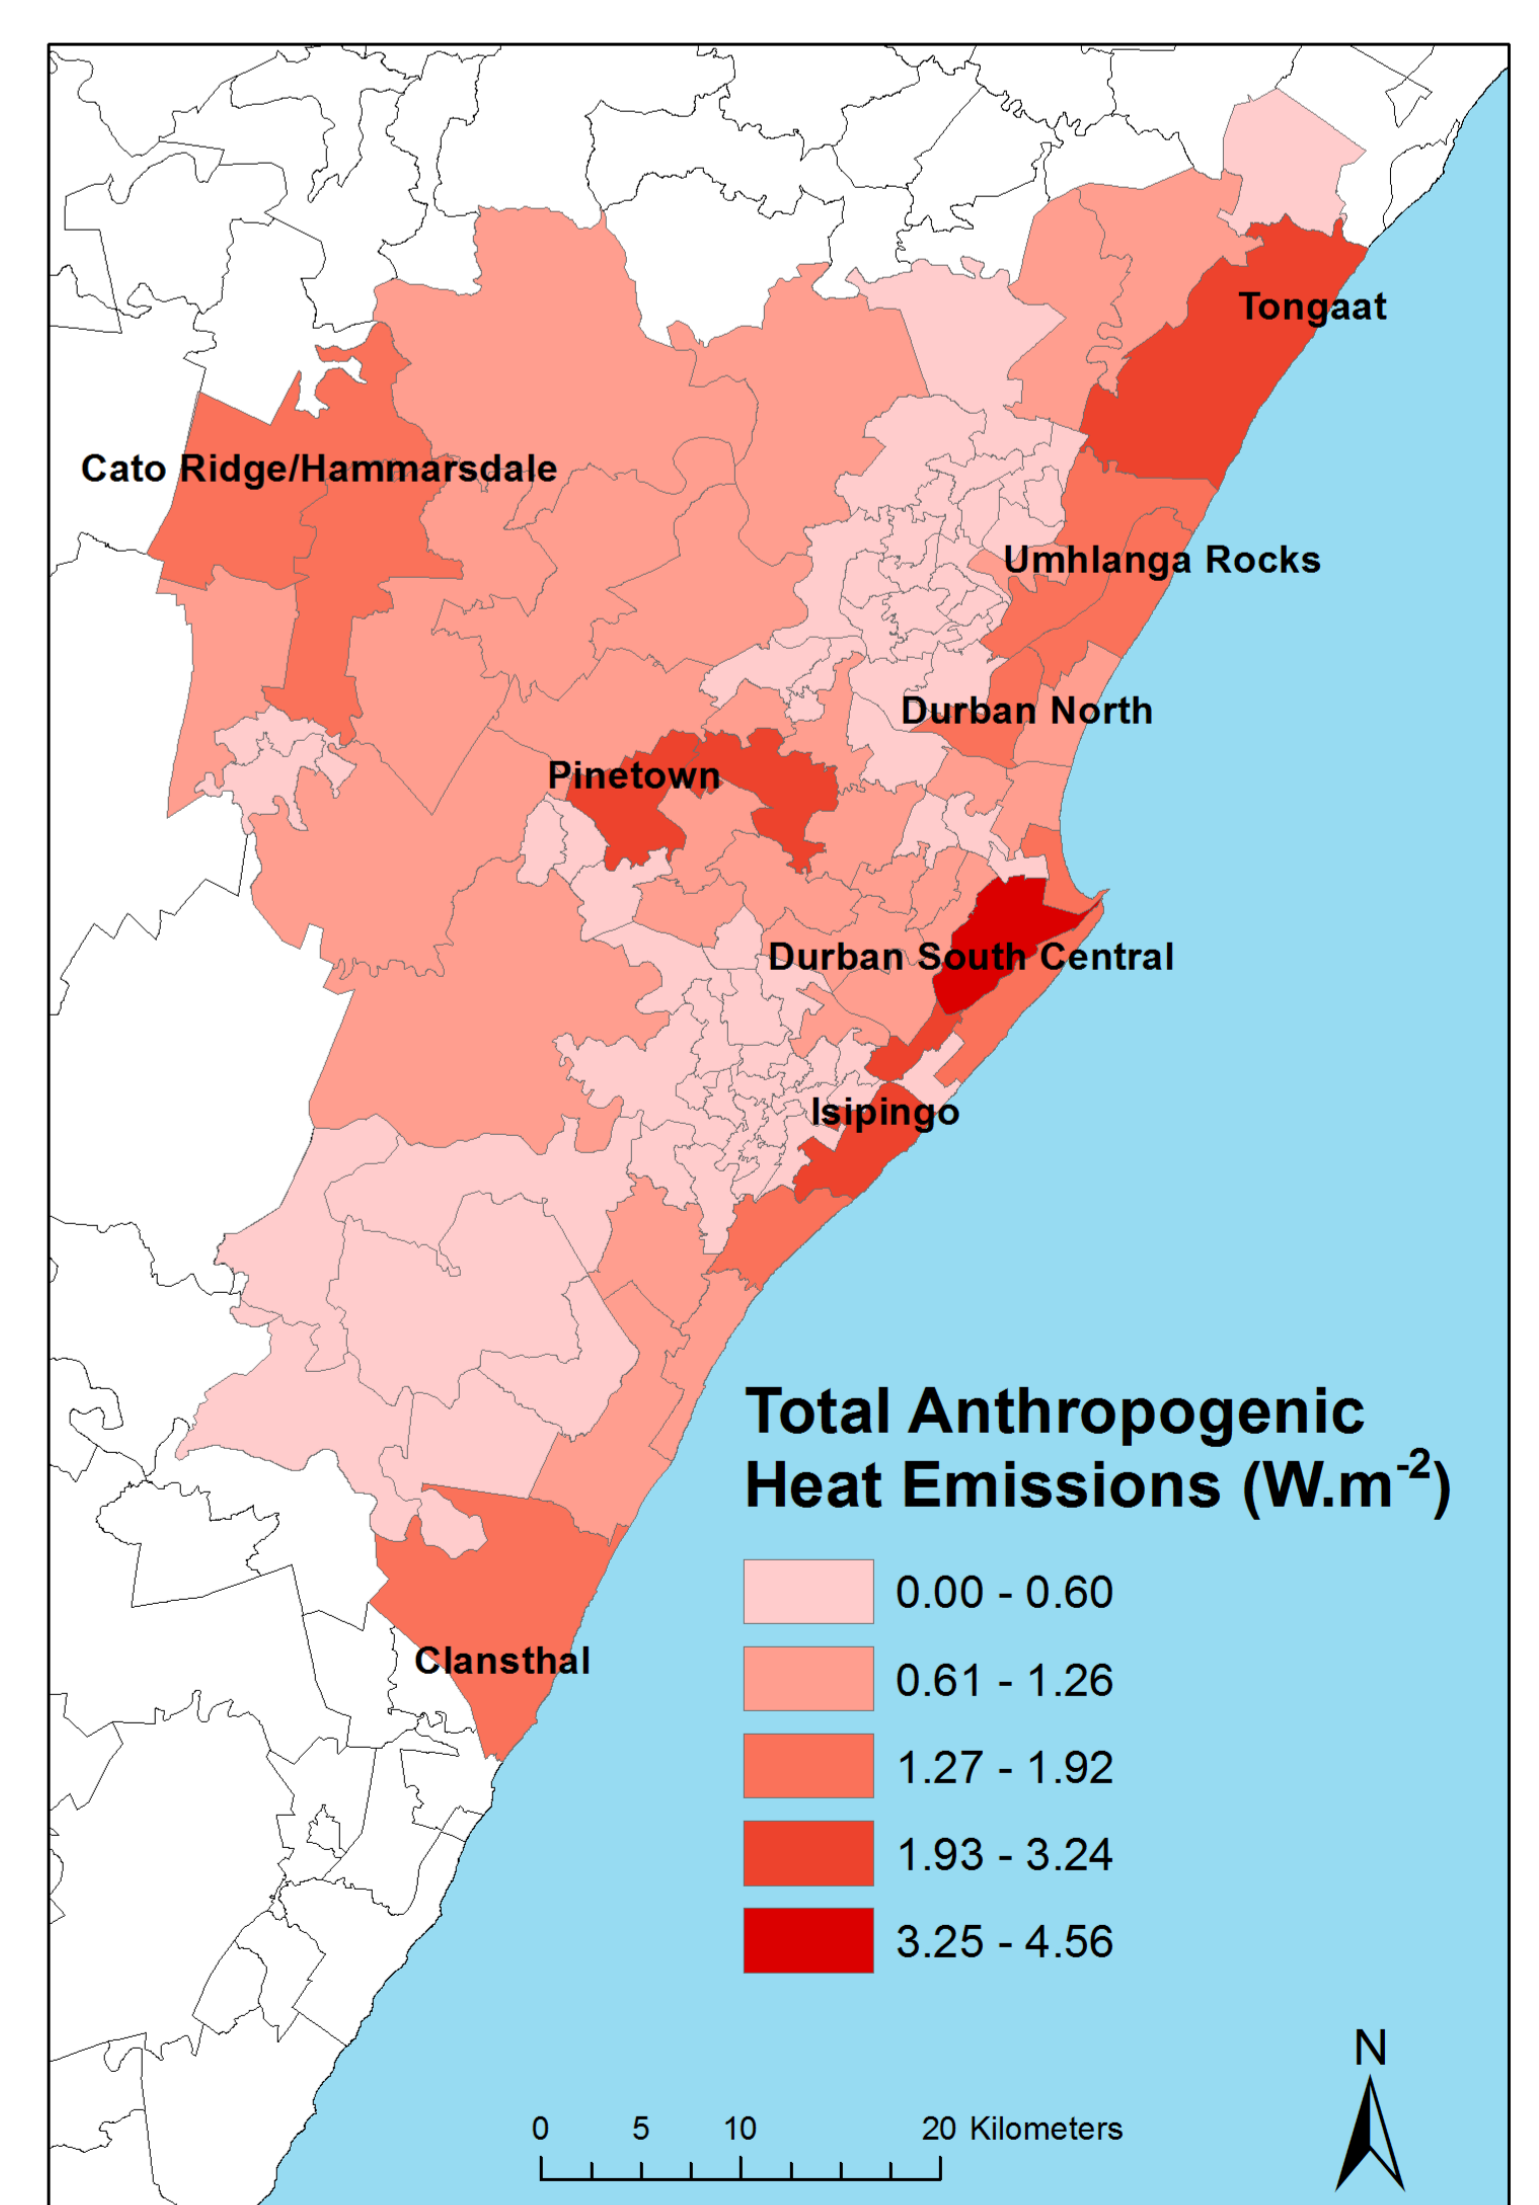 Tongaat
Cato Ridge/Hammarsdale
Umhlanga Rocks
Durban North
Pinetown
Durban South Central
Isipingo
Total Anthropogenic
Heat Emissions (W.m⁻²)
0.00 - 0.60
0.61 - 1.26
Clansthal
1.27 - 1.92
1.93 - 3.24
3.25 - 4.56
N
0 5 10 20 Kilometers